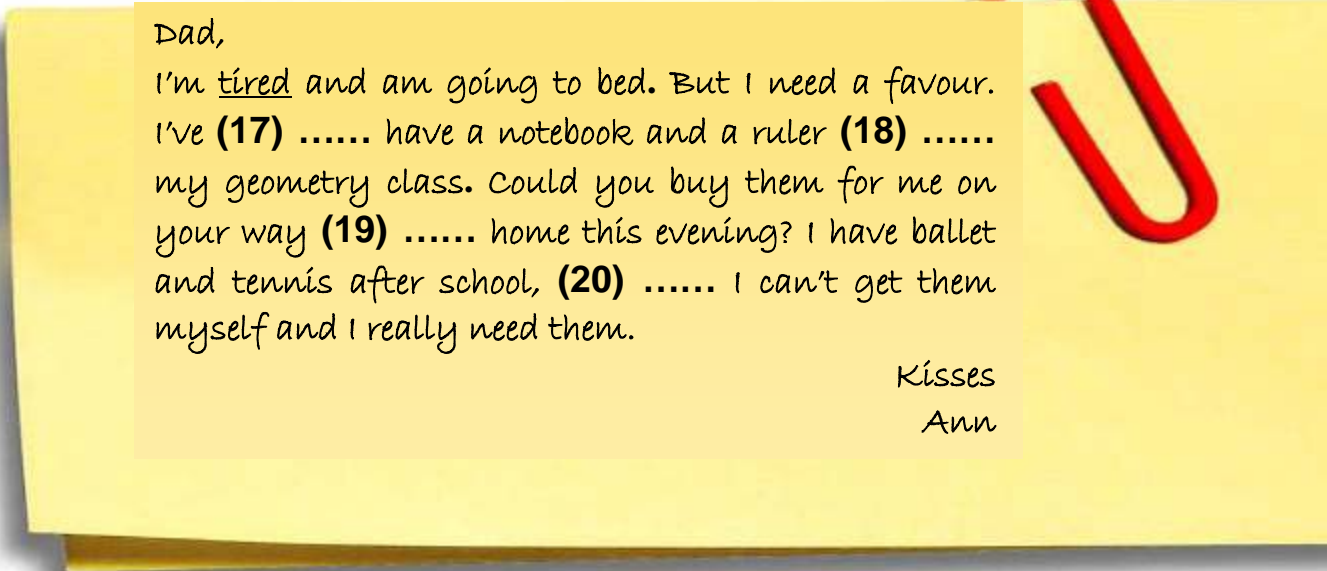 Dad,
I'm tired and am going to bed. But I need a favour.
I've (17) ...... have a notebook and a ruler (18) ......
my geometry class. Could you buy them for me on
your way (19) ...... home this evening? I have ballet
and tennis after school, (20) ...... I can't get them
myself and I really need them.
Kisses
Ann